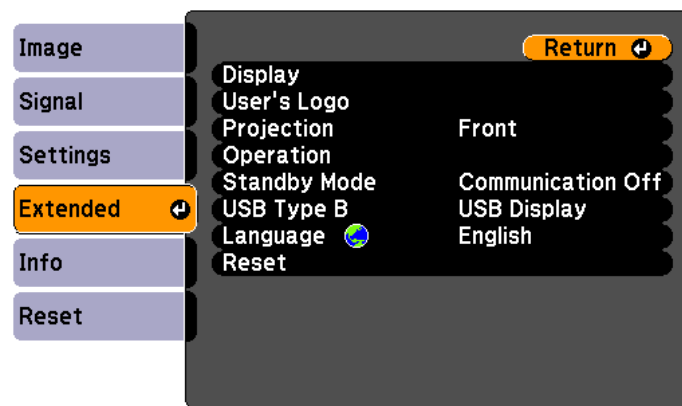 Image
Signal
Settings
Extended
Info
Reset
Return
Display
User's Logo
Projection Front
Operation
Standby Mode Communication Off
USB Type B USB Display
Language English
Reset